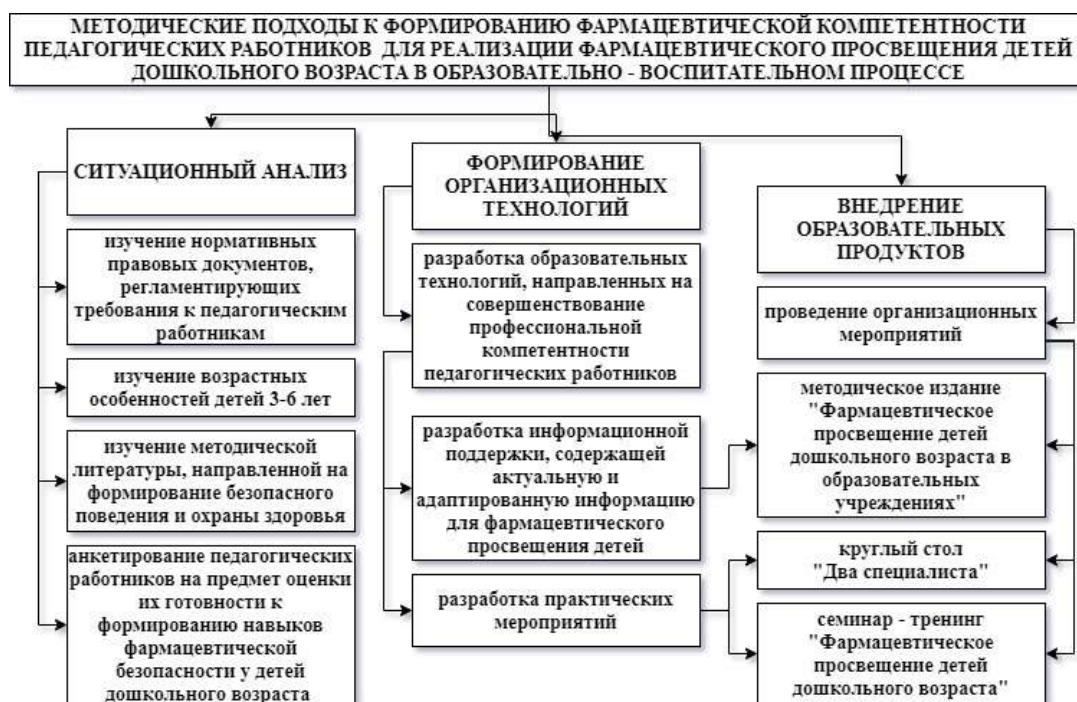 МЕТОДИЧЕСКИЕ ПОДХОДЫ К ФОРМИРОВАНИЮ ФАРМАЦЕВТИЧЕСКОЙ КОМПЕТЕНТНОСТИ
ПЕДАГОГИЧЕСКИХ РАБОТНИКОВ ДЛЯ РЕАЛИЗАЦИИ ФАРМАЦЕВТИЧЕСКОГО ПРОСВЕЩЕНИЯ ДЕТЕЙ
ДОШКОЛЬНОГО ВОЗРАСТА В ОБРАЗОВАТЕЛЬНО - ВОСПИТАТЕЛЬНОМ ПРОЦЕССЕ
СИТУАЦИОННЫЙ АНАЛИЗ
изучение нормативных
правовых документов,
регламентирующих
требования к педагогическим
работникам
изучение возрастных
особенностей детей 3-6 лет
изучение методической
литературы, направленной на
формирование безопасного
поведения и охраны здоровья
анкетирование педагогических
работников на предмет оценки
их готовности к
формированию навыков
фармацевтической
безопасности у детей
дошкольного возраста
ФОРМИРОВАНИЕ
ОРГАНИЗАЦИОННЫХ
ТЕХНОЛОГИЙ
разработка образовательных
технологий, направленных на
совершенствование
профессиональной
компетентности
педагогических работников
разработка информационной
поддержки, содержащей
актуальную и
адаптированную информацию
для фармацевтического
просвещения детей
разработка практических
мероприятий
ВНЕДРЕНИЕ
ОБРАЗОВАТЕЛЬНЫХ
ПРОДУКТОВ
проведение организационных
мероприятий
методическое издание
"Фармацевтическое
просвещение детей
дошкольного возраста в
образовательных
учреждениях"
круглый стол
"Два специалиста"
семинар - тренинг
"Фармацевтическое
просвещение детей
дошкольного возраста"